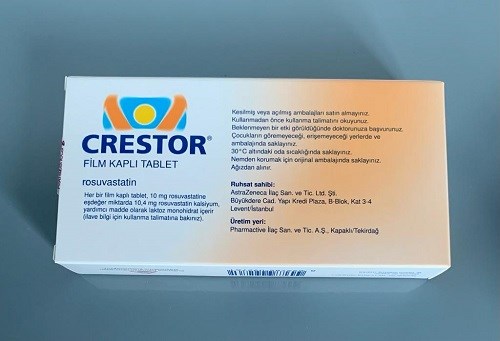 CRESTOR®
FİLM KAPLI TABLET
rosuvastatin
Her bir film kaplı tablet, 10 mg rosuvastatine
eşdeğer miktarda 10,4 mg rosuvastatin kalsiyum,
yardımcı madde olarak laktoz monohidrat içerir
(ilave bilgi için kullanma talimatına bakınız).
Kesilmiş veya açılmış ambalajları satın almayınız.
Kullanmadan önce kullanma talimatını okuyunuz.
Beklenmeyen bir etki görüldüğünde doktorunuza başvurunuz.
Çocukların göremeyeceği, erişemeyeceği yerlerde ve
ambalajında saklayınız.
30°C altındaki oda sıcaklığında saklayınız.
Nemden korumak için orijinal ambalajında saklayınız.
Ağızdan alınır.
Ruhsat sahibi:
AstraZeneca İlaç San. ve Tic. Ltd. Şti.
Büyükdere Cad. Yapı Kredi Plaza, B-Blok, Kat 3-4
Levent/İstanbul
Üretim yeri:
Pharmactive İlaç San. ve Tic. A.Ş., Kapaklı/Tekirdağ